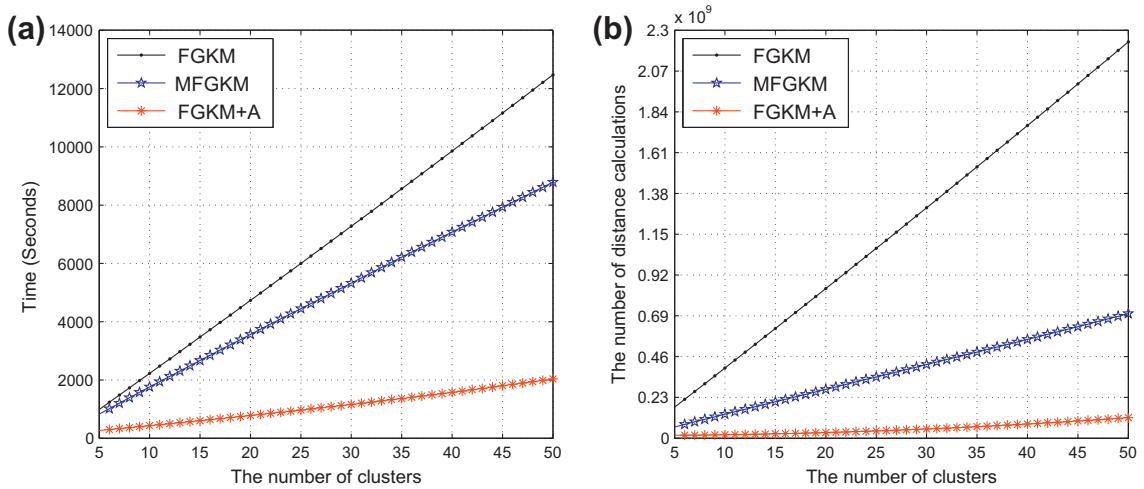 (a)
14000
12000
10000
8000
6000
4000
2000
0
Time (Seconds)
FGKM
MFGKM
FGKM+A
5 10 15 20 25 30 35 40 45 50
The number of clusters
(b)
x 10^9
2.3
2.07
1.84
1.61
1.38
1.15
0.92
0.69
0.46
0.23
0
The number of distance calculations
FGKM
MFGKM
FGKM+A
5 10 15 20 25 30 35 40 45 50
The number of clusters